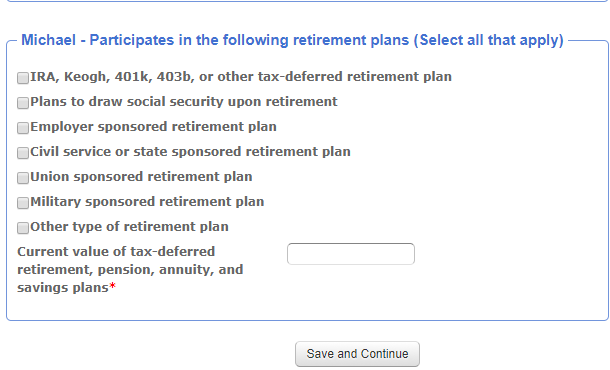 Michael - Participates in the following retirement plans (Select all that apply)
IRA, Keogh, 401k, 403b, or other tax-deferred retirement plan
Plans to draw social security upon retirement
Employer sponsored retirement plan
Civil service or state sponsored retirement plan
Union sponsored retirement plan
Military sponsored retirement plan
Other type of retirement plan
Current value of tax-deferred
retirement, pension, annuity, and
savings plans*
Save and Continue